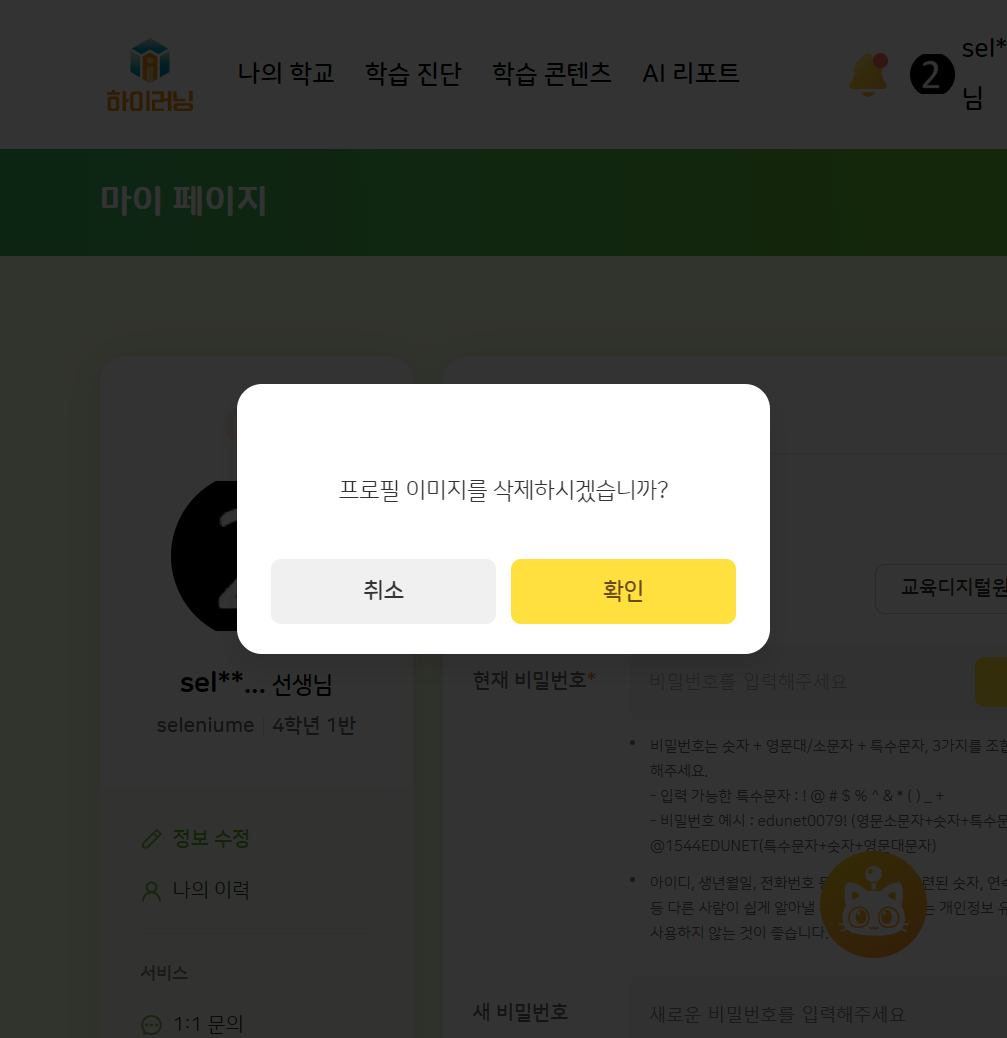 하이러닝
나의 학교 학습 진단 학습 콘텐츠 AI 리포트
2
sel*
님
마이 페이지
프로필 이미지를 삭제하시겠습니까?
취소 확인
교육디지털원
sel**... 선생님
seleniume | 4학년 1반
정보 수정
나의 이력
서비스
1:1 문의
현재 비밀번호*
비밀번호를 입력해주세요
비밀번호는 숫자 + 영문대/소문자 + 특수문자, 3가지를 조합
해주세요.
- 입력 가능한 특수문자 : ! @ # $ % ^ & * ( ) _ +
- 비밀번호 예시 : edunet0079! (영문소문자+숫자+특수문
@1544EDUNET(특수문자+숫자+영문대문자)
아이디, 생년월일, 전화번호 련된 숫자, 연속
등 다른 사람이 쉽게 알아낼 는 개인정보 유
사용하지 않는 것이 좋습니다.
새 비밀번호
새로운 비밀번호를 입력해주세요